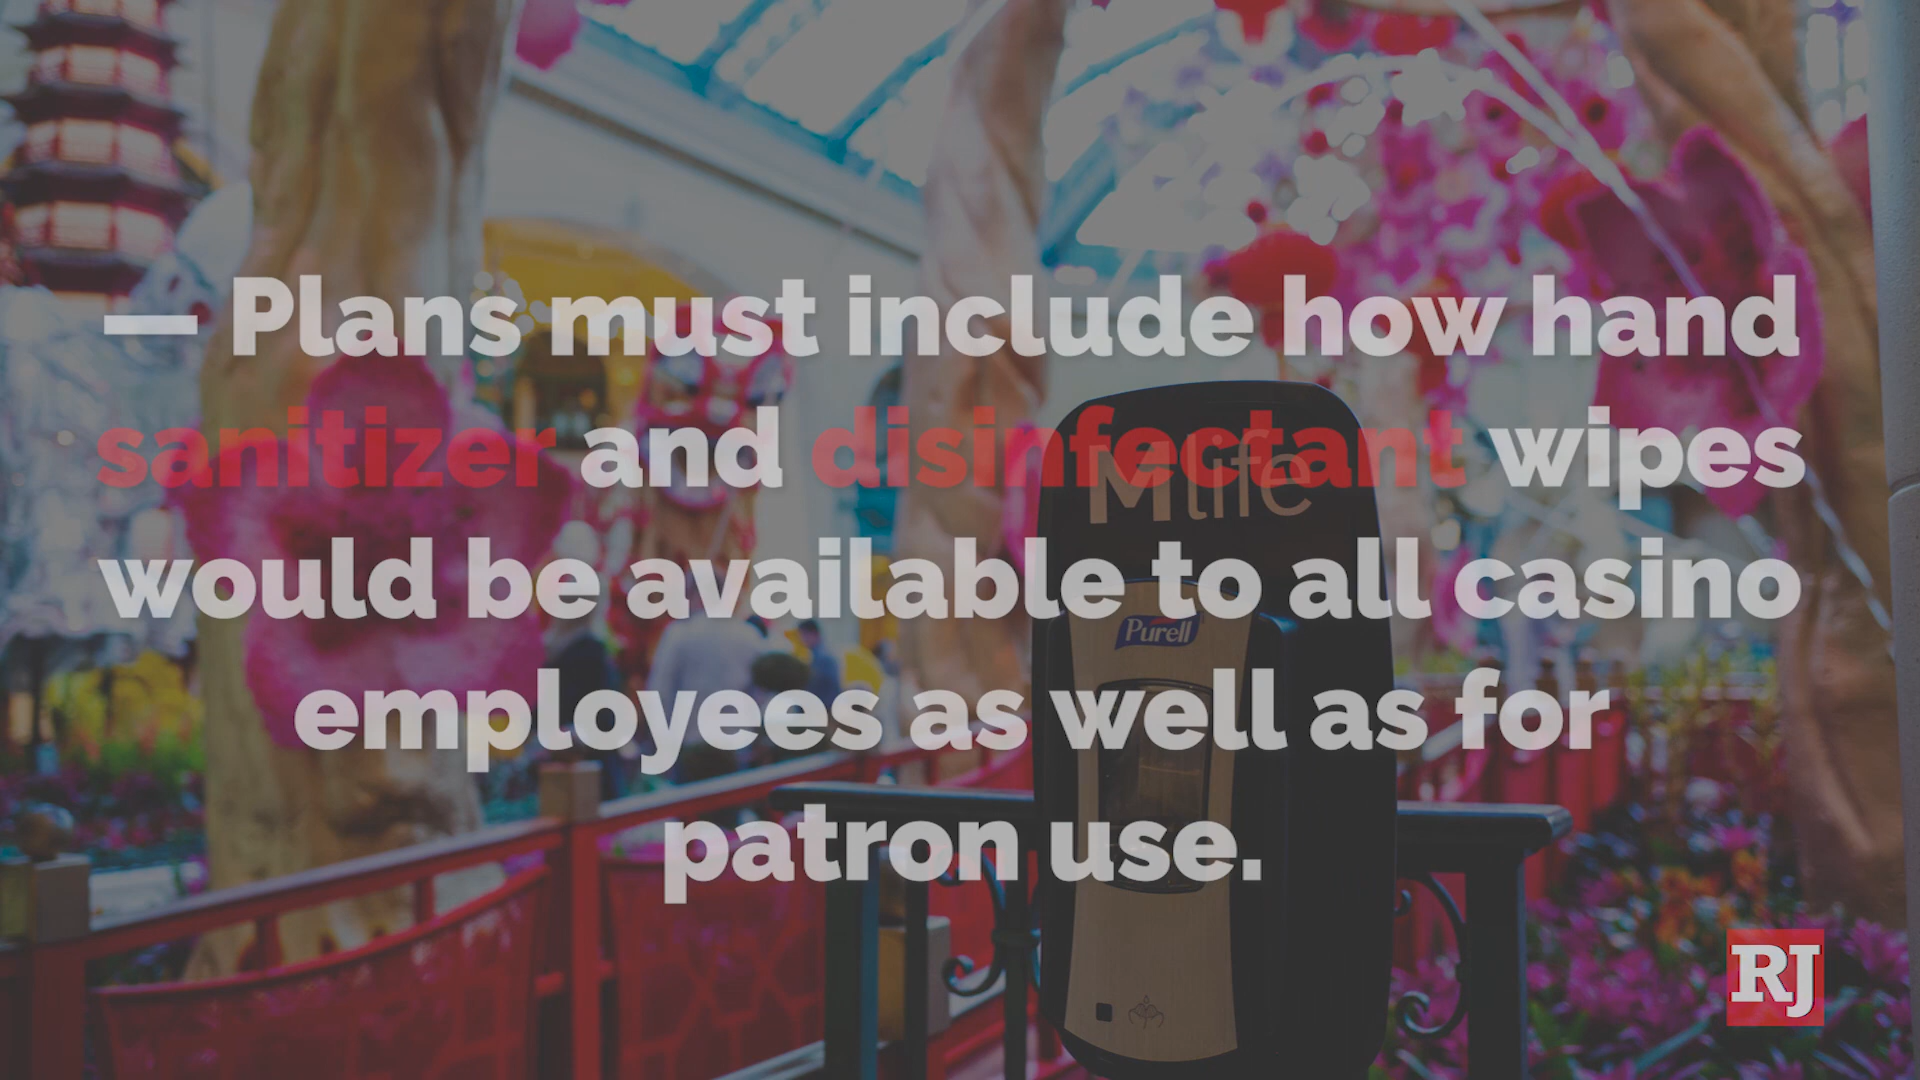 — Plans must include how hand
sanitizer and disinfectant wipes
would be available to all casino
employees as well as for
patron use.
Mlife
Purell
RJ